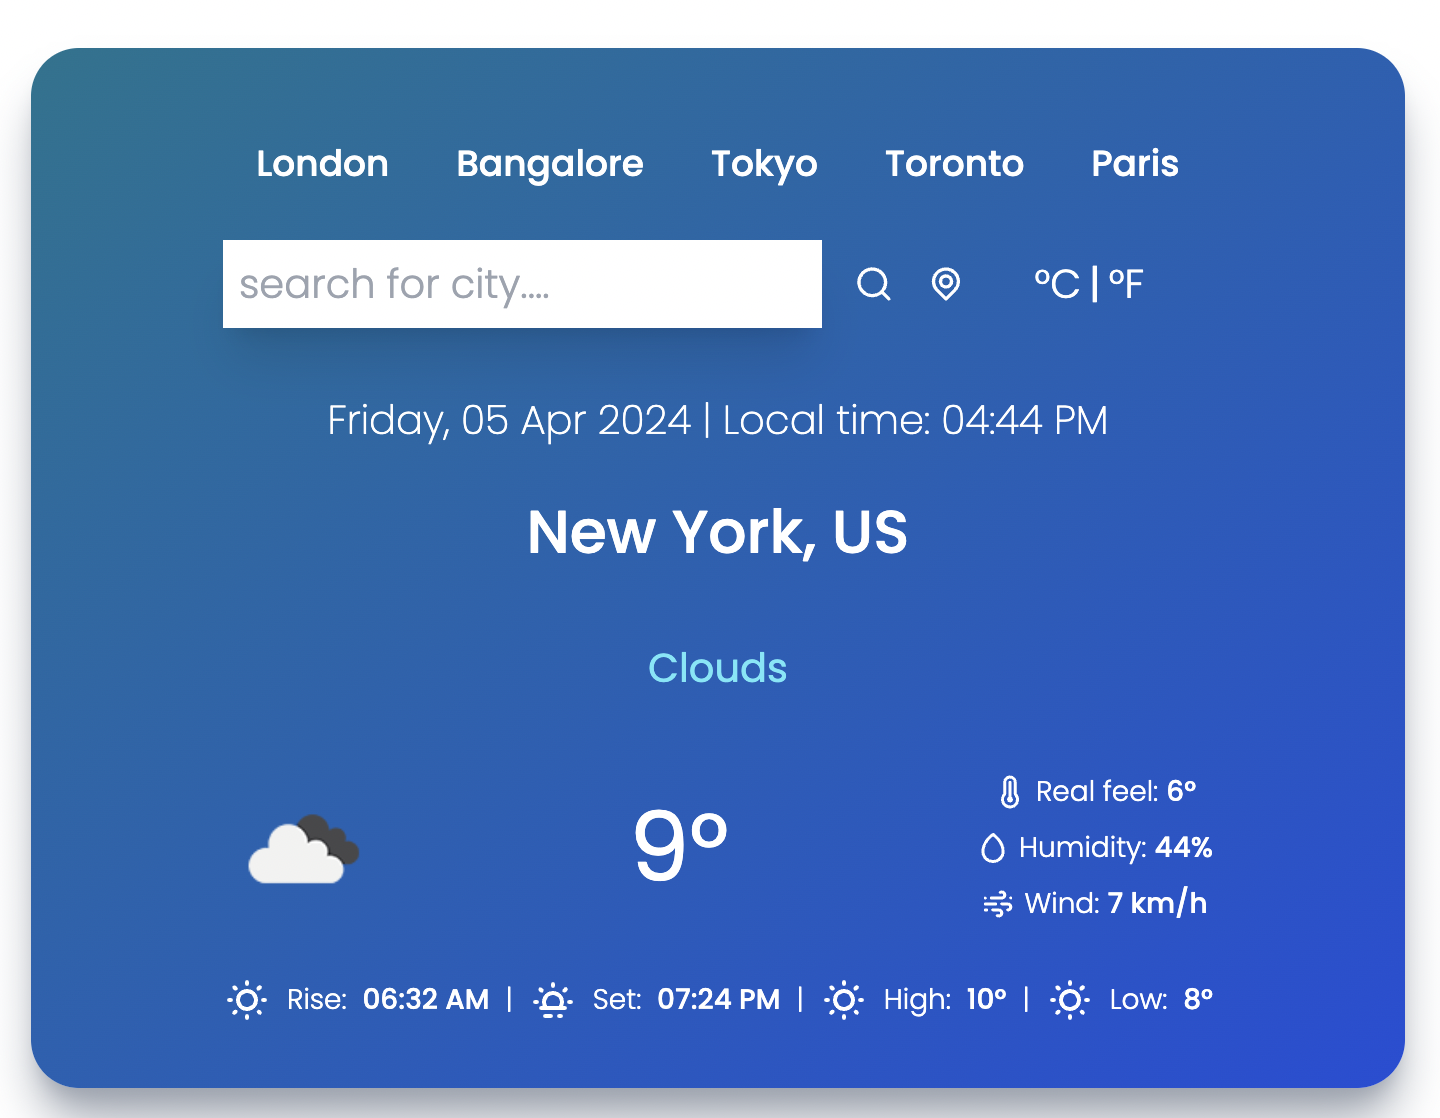 London Bangalore Tokyo Toronto Paris
search for city....
°C | °F
Friday, 05 Apr 2024 | Local time: 04:44 PM
New York, US
Clouds
9°
Real feel: 6°
Humidity: 44%
Wind: 7 km/h
Rise: 06:32 AM | Set: 07:24 PM | High: 10° | Low: 8°